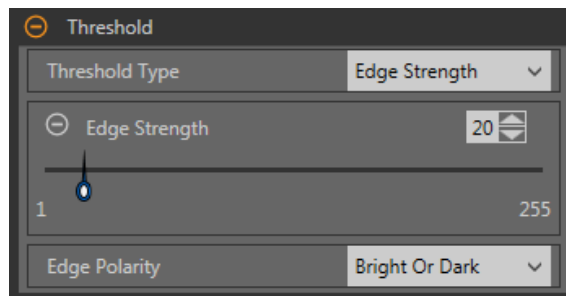 Threshold
Threshold Type Edge Strength
Edge Strength 20
1 255
Edge Polarity Bright Or Dark